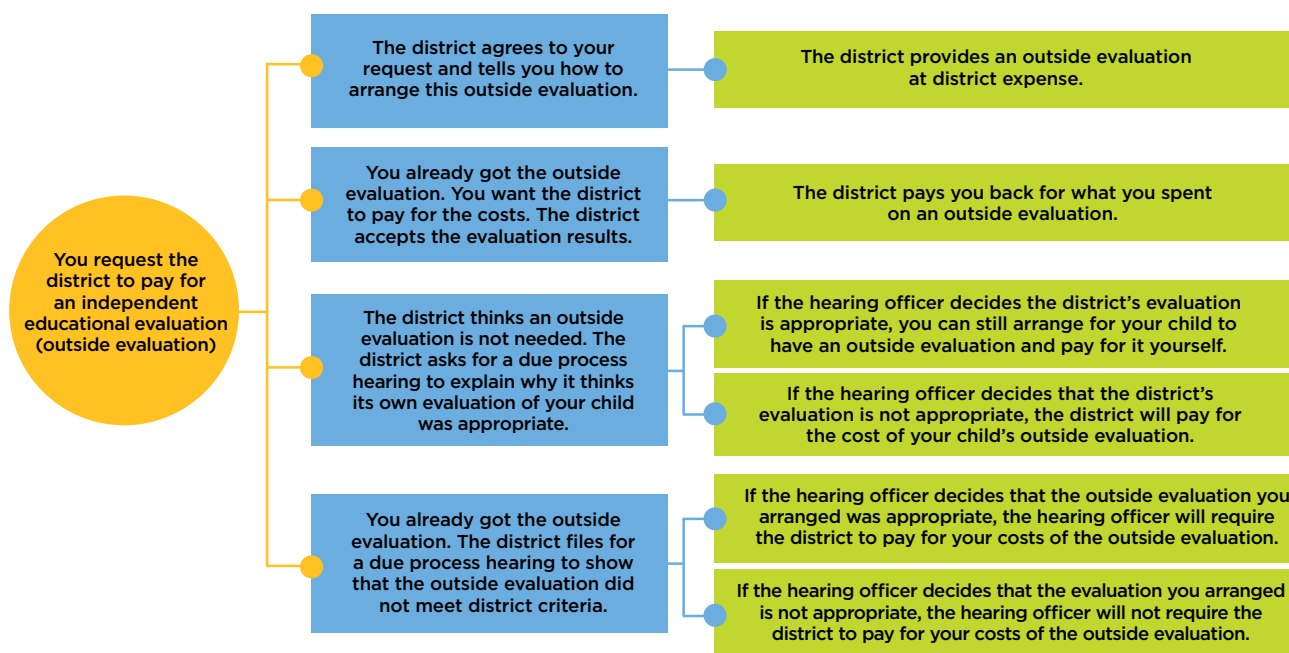 You request the
district to pay for
an independent
educational evaluation
(outside evaluation)
The district agrees to your
request and tells you how to
arrange this outside evaluation.
The district provides an outside evaluation
at district expense.
You already got the outside
evaluation. You want the district
to pay for the costs. The district
accepts the evaluation results.
The district pays you back for what you spent
on an outside evaluation.
The district thinks an outside
evaluation is not needed. The
district asks for a due process
hearing to explain why it thinks
its own evaluation of your child
was appropriate.
If the hearing officer decides the district’s evaluation
is appropriate, you can still arrange for your child to
have an outside evaluation and pay for it yourself.
If the hearing officer decides that the district’s
evaluation is not appropriate, the district will pay for
the cost of your child’s outside evaluation.
You already got the outside
evaluation. The district files for
a due process hearing to show
that the outside evaluation did
not meet district criteria.
If the hearing officer decides that the outside evaluation you
arranged was appropriate, the hearing officer will require
the district to pay for your costs of the outside evaluation.
If the hearing officer decides that the evaluation you arranged
is not appropriate, the hearing officer will not require the
district to pay for your costs of the outside evaluation.